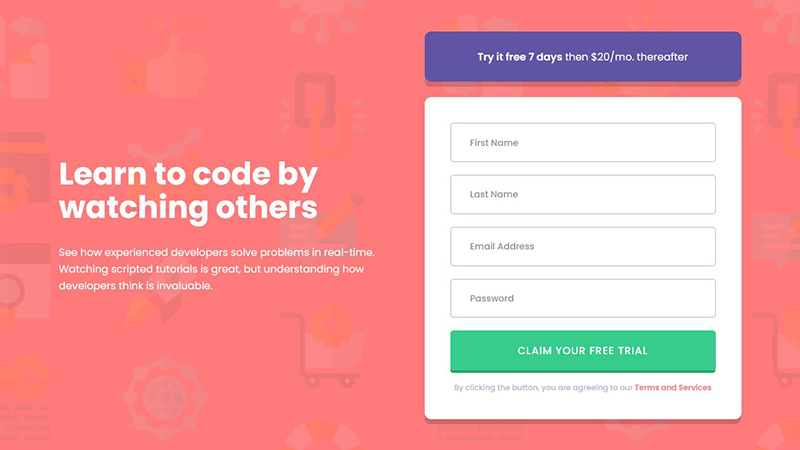 Learn to code by
watching others
See how experienced developers solve problems in real-time.
Watching scripted tutorials is great, but understanding how
developers think is invaluable.
Try it free 7 days then $20/mo. thereafter
First Name
Last Name
Email Address
Password
CLAIM YOUR FREE TRIAL
By clicking the button, you are agreeing to our Terms and Services